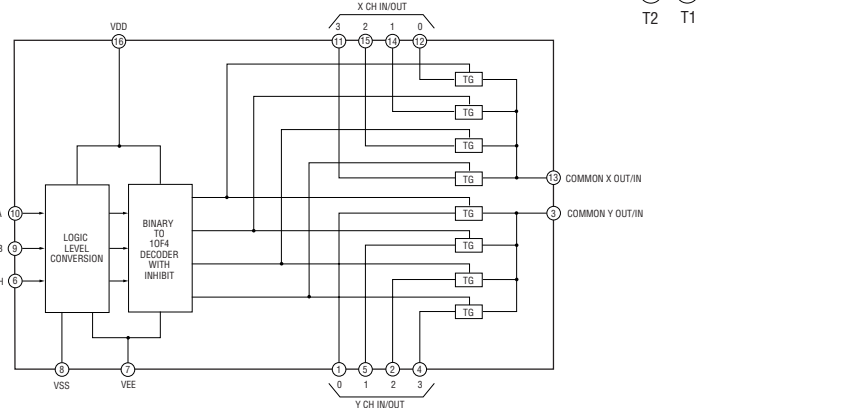 X CH IN/OUT
T2 T1
VDD
3 2 1 0
16
11 15 14 12
TG
TG
TG
TG
13 COMMON X OUT/IN
10
TG
3 COMMON Y OUT/IN
9
LOGIC
LEVEL
CONVERSION
BINARY
TO
1OF4
DECODER
WITH
INHIBIT
TG
6
TG
TG
8
7
1 5 2 4
VSS
VEE
0 1 2 3
Y CH IN/OUT